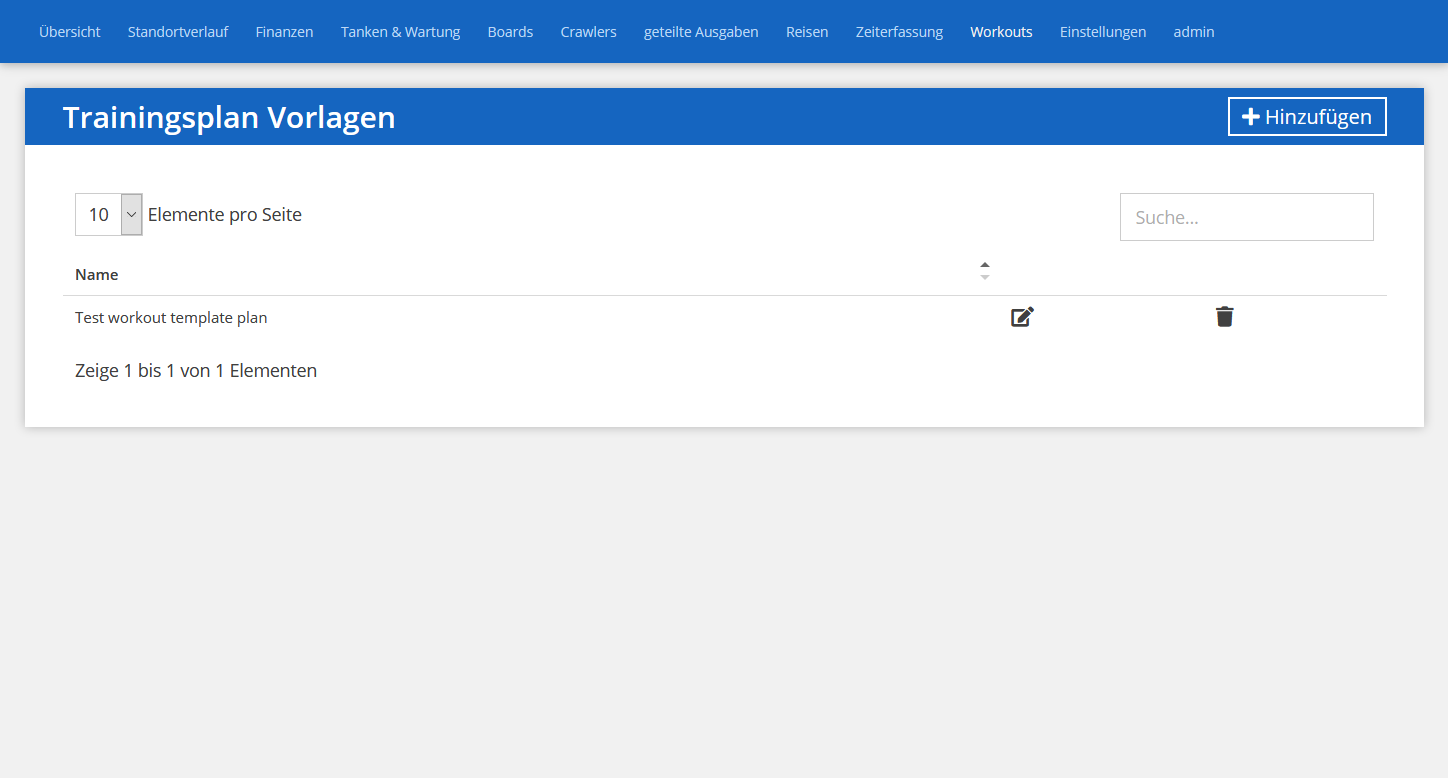 Übersicht Standortverlauf Finanzen Tanken & Wartung Boards Crawlers geteilte Ausgaben Reisen Zeiterfassung Workouts Einstellungen admin
Trainingsplan Vorlagen Hinzufügen
10 Elemente pro Seite Suche...
Name
Test workout template plan
Zeige 1 bis 1 von 1 Elementen